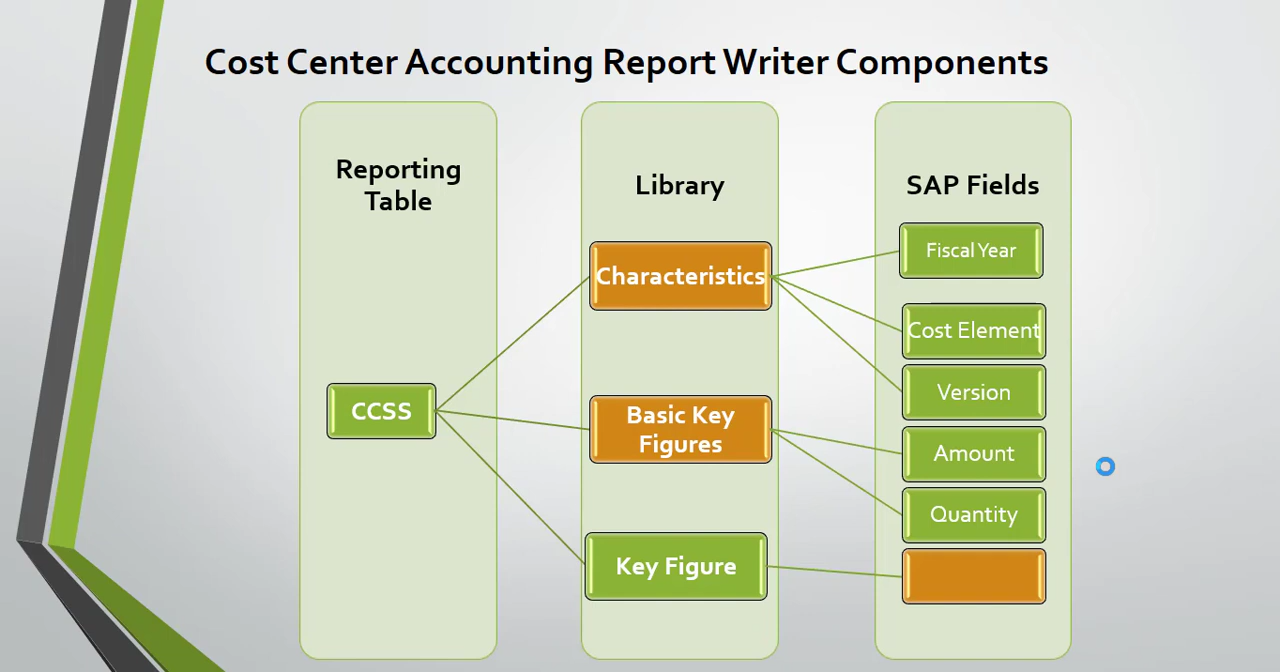 Cost Center Accounting Report Writer Components
Reporting
Table
CCSS
Library
Characteristics
Basic Key
Figures
Key Figure
SAP Fields
Fiscal Year
Cost Element
Version
Amount
Quantity